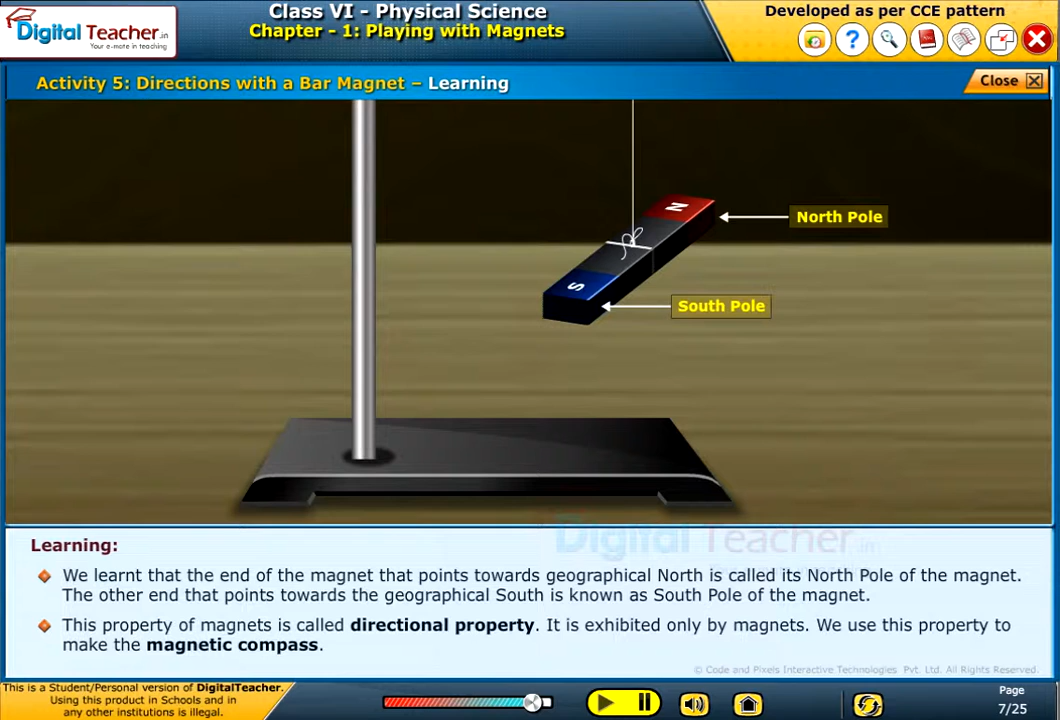 Digital Teacher.in
Your e-mate in teaching
Class VI - Physical Science
Chapter - 1: Playing with Magnets
Developed as per CCE pattern
Activity 5: Directions with a Bar Magnet – Learning
Close
N
North Pole
S
South Pole
Digital Teacher.in
Learning:
We learnt that the end of the magnet that points towards geographical North is called its North Pole of the magnet.
The other end that points towards the geographical South is known as South Pole of the magnet.
This property of magnets is called directional property. It is exhibited only by magnets. We use this property to
make the magnetic compass.
© Code and Pixels Interactive Technologies. Pvt. Ltd. All Rights Reserved.
This is a Student/Personal version of DigitalTeacher.
Using this product in Schools and in
any other institutions is illegal.
Page
7/25